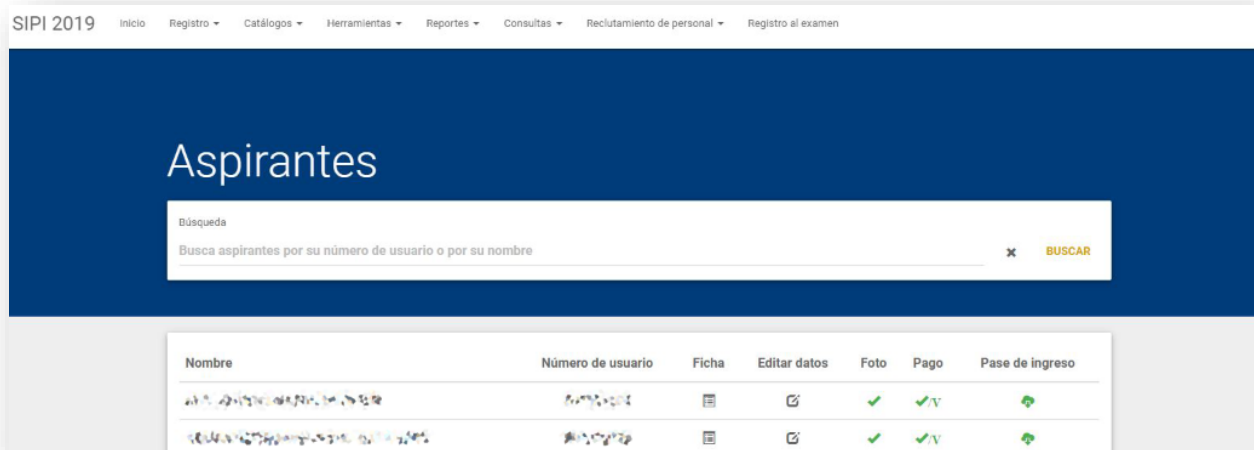 SIPI 2019 Inicio Registro Catálogos Herramientas Reportes Consultas Reclutamiento de personal Registro al examen
Aspirantes
Búsqueda
Busca aspirantes por su número de usuario o por su nombre
BUSCAR
Nombre Número de usuario Ficha Editar datos Foto Pago Pase de ingreso
/V
/V